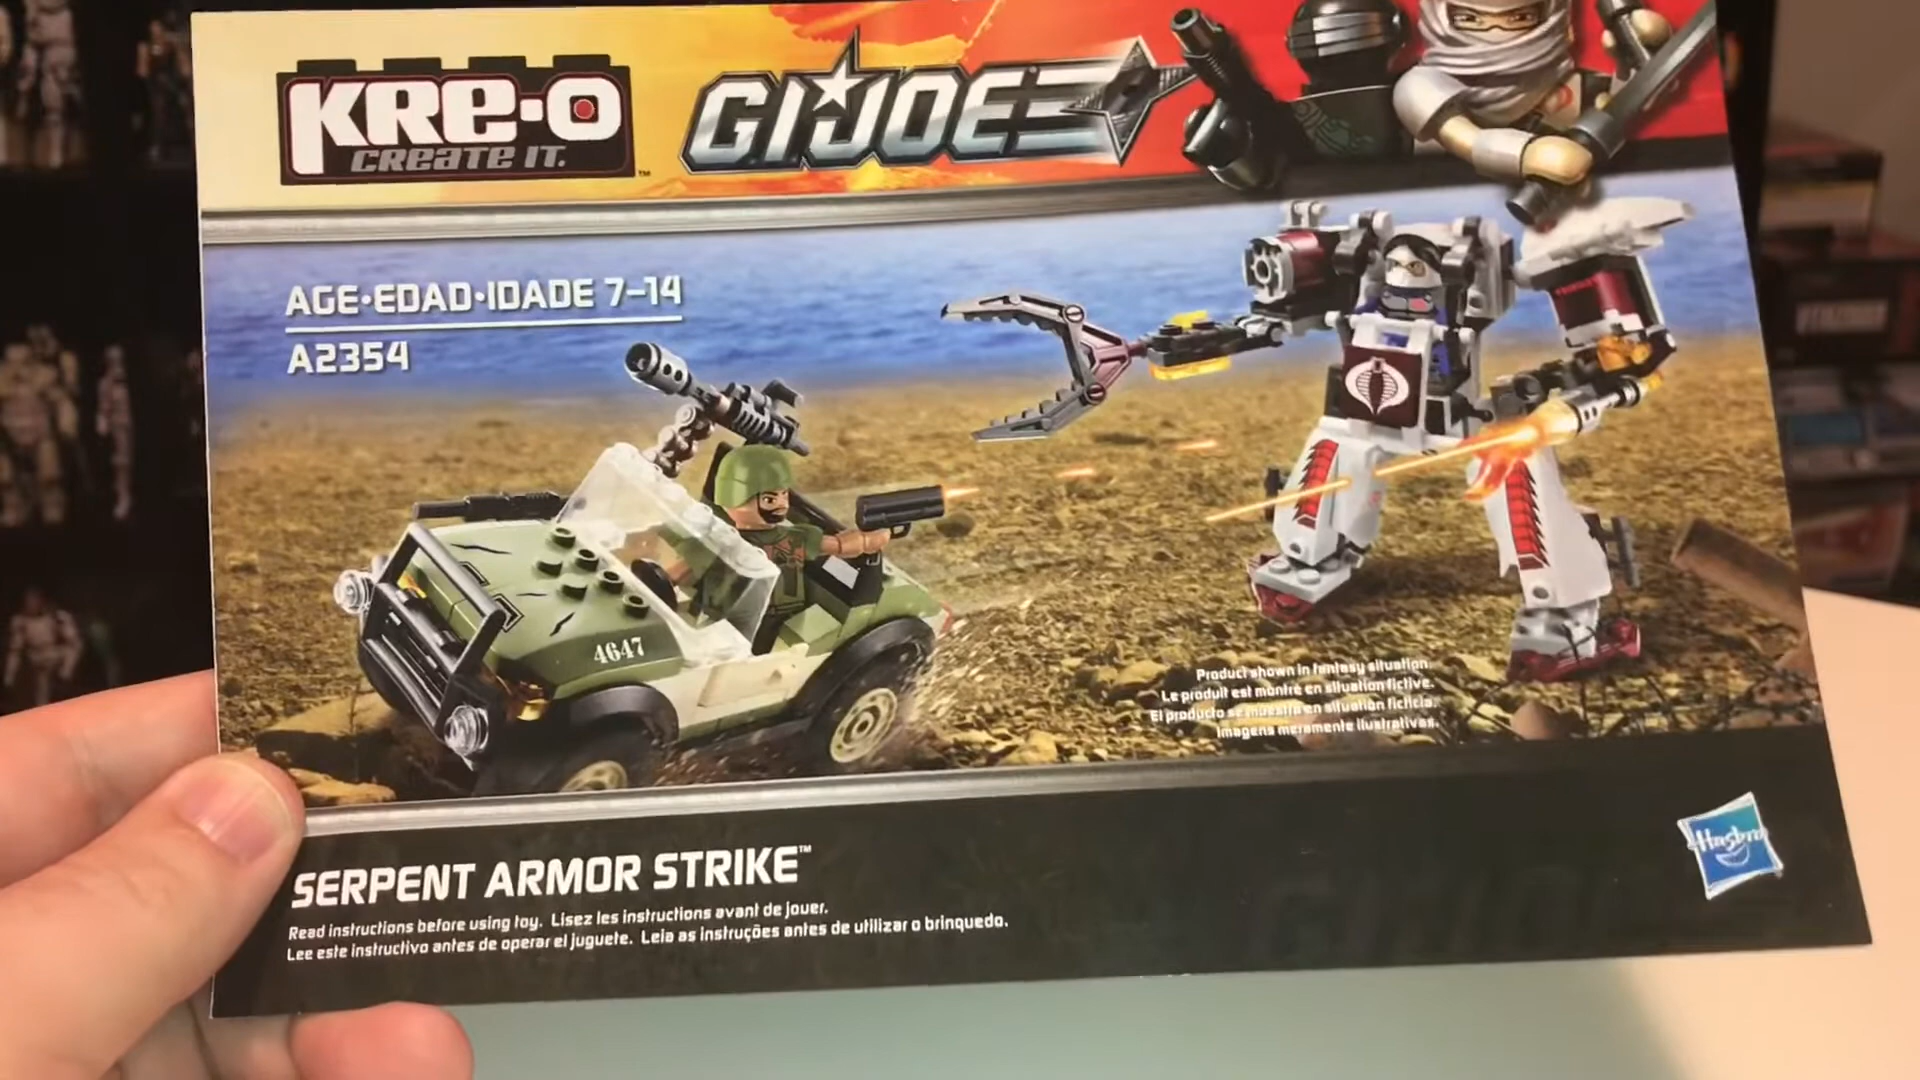 KRE-O
CREATE IT.
™
G.I. JOE
AGE•EDAD•IDADE 7–14
A2354
4647
Product shown in fantasy situation.
Le produit est montré en situation fictive.
El producto se muestra en situación ficticia.
Imagens meramente ilustrativas.
Hasbro
SERPENT ARMOR STRIKE™
Read instructions before using toy. Lisez les instructions avant de jouer.
Lee este instructivo antes de operar el juguete. Leia as instruções antes de utilizar o brinquedo.